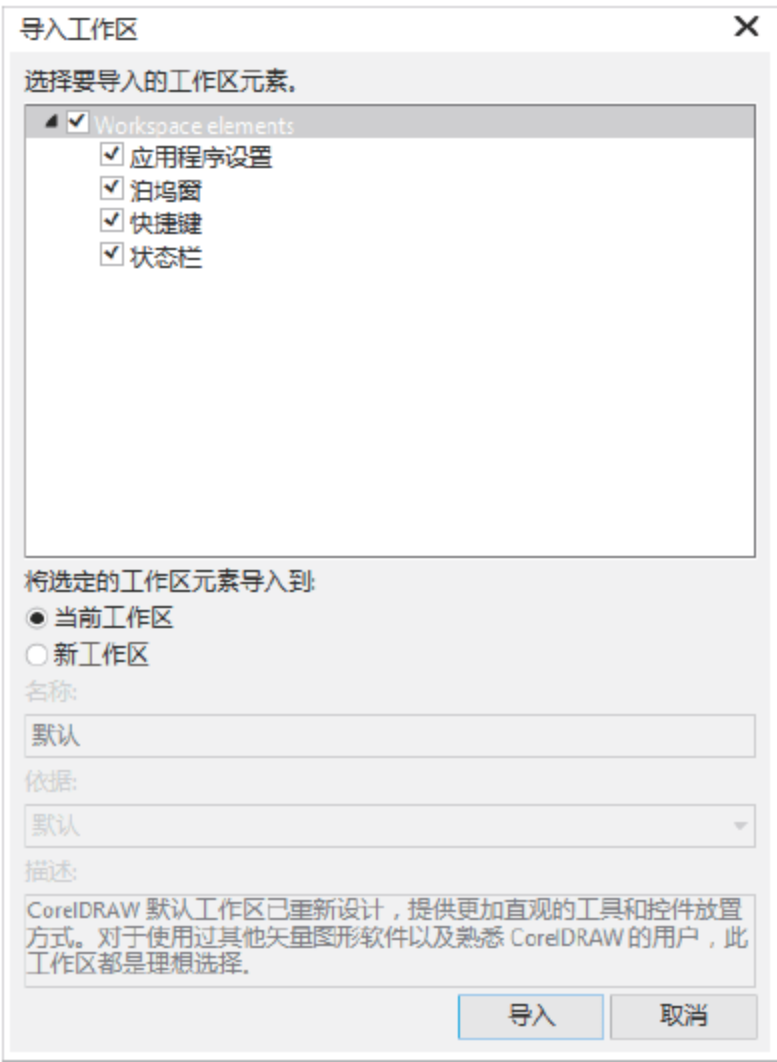 导入工作区
选择要导入的工作区元素。
Workspace elements
应用程序设置
泊坞窗
快捷键
状态栏
将选定的工作区元素导入到:
当前工作区
新工作区
名称:
默认
依据:
默认
描述:
CorelDRAW 默认工作区已重新设计，提供更加直观的工具和控件放置
方式。对于使用过其他矢量图形软件以及熟悉 CorelDRAW 的用户，此
工作区都是理想选择。
导入 取消